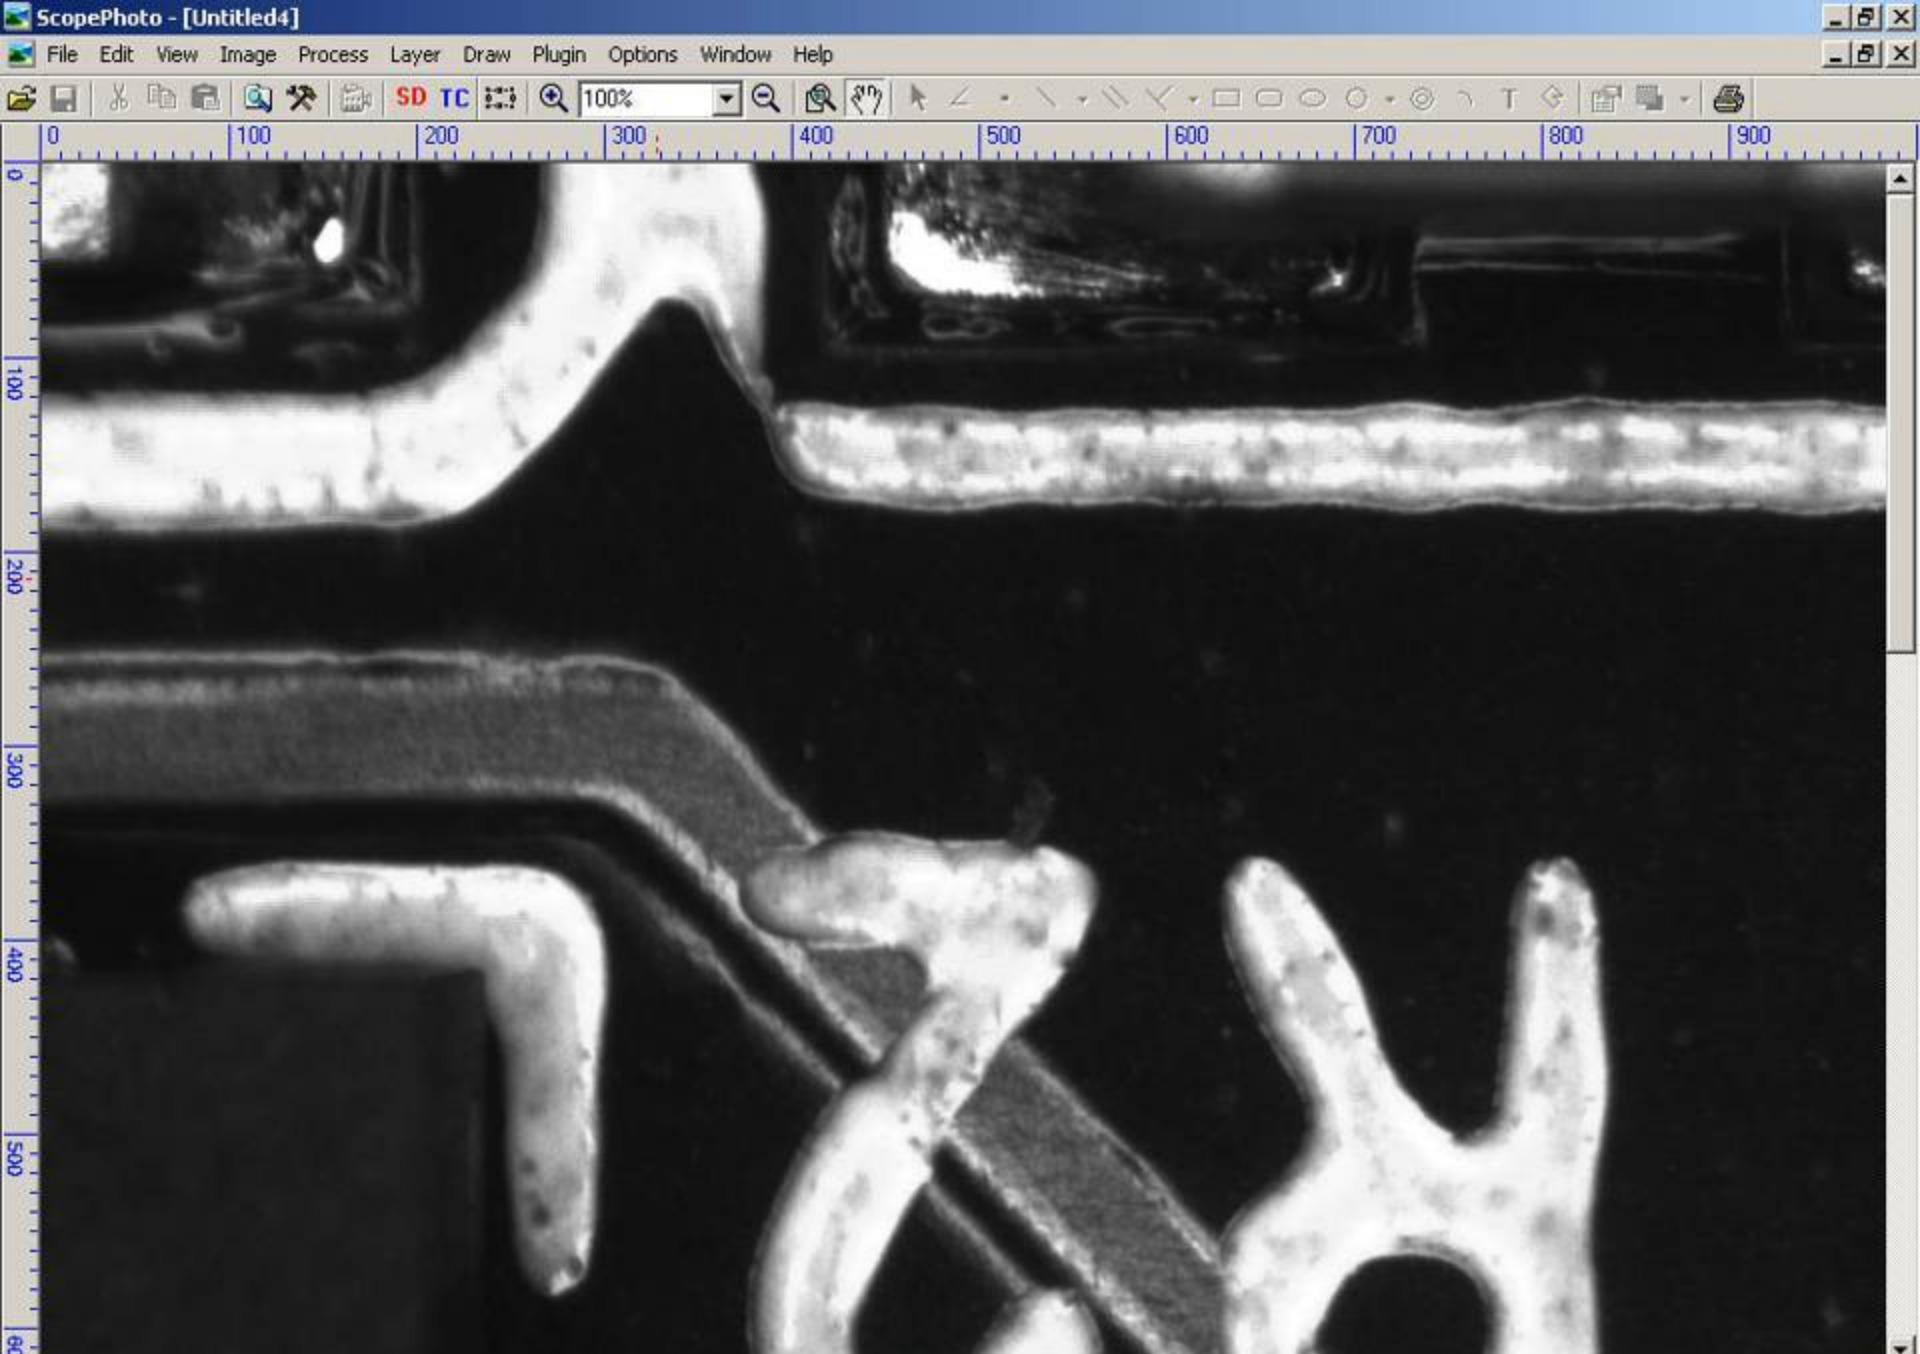 ScopePhoto - [Untitled4]
File Edit View Image Process Layer Draw Plugin Options Window Help
SD TC 100% T
0 100 200 300 400 500 600 700 800 900
0
100
200
300
400
500